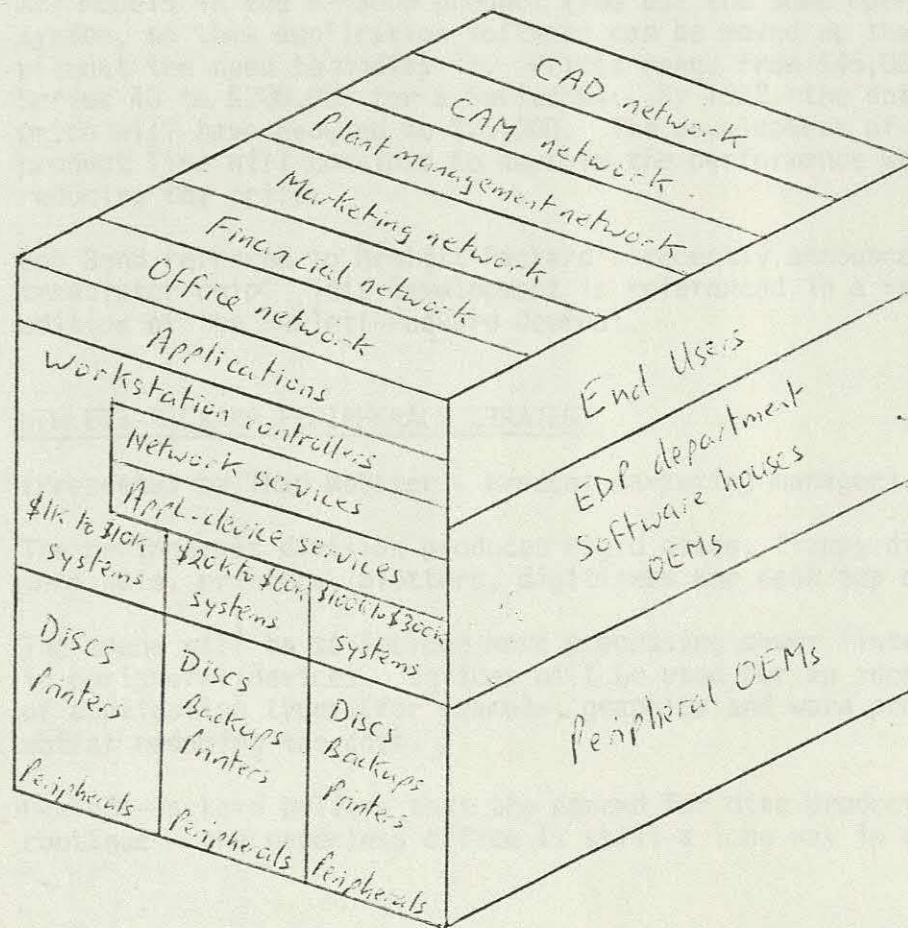 CAD network
CAM network
Plant management network
Marketing network
Financial network
Office network
Applications
Workstation controllers
Network services
Appl-device services
$1K to $10K
systems
$20K to $100K
systems
$100K to $300K
systems
Discs
Printers
Peripherals
Discs
Backups
Printers
Peripherals
Discs
Backups
Printers
Peripherals
End Users
EDP department
Software houses
OEMs
Peripheral OEMs